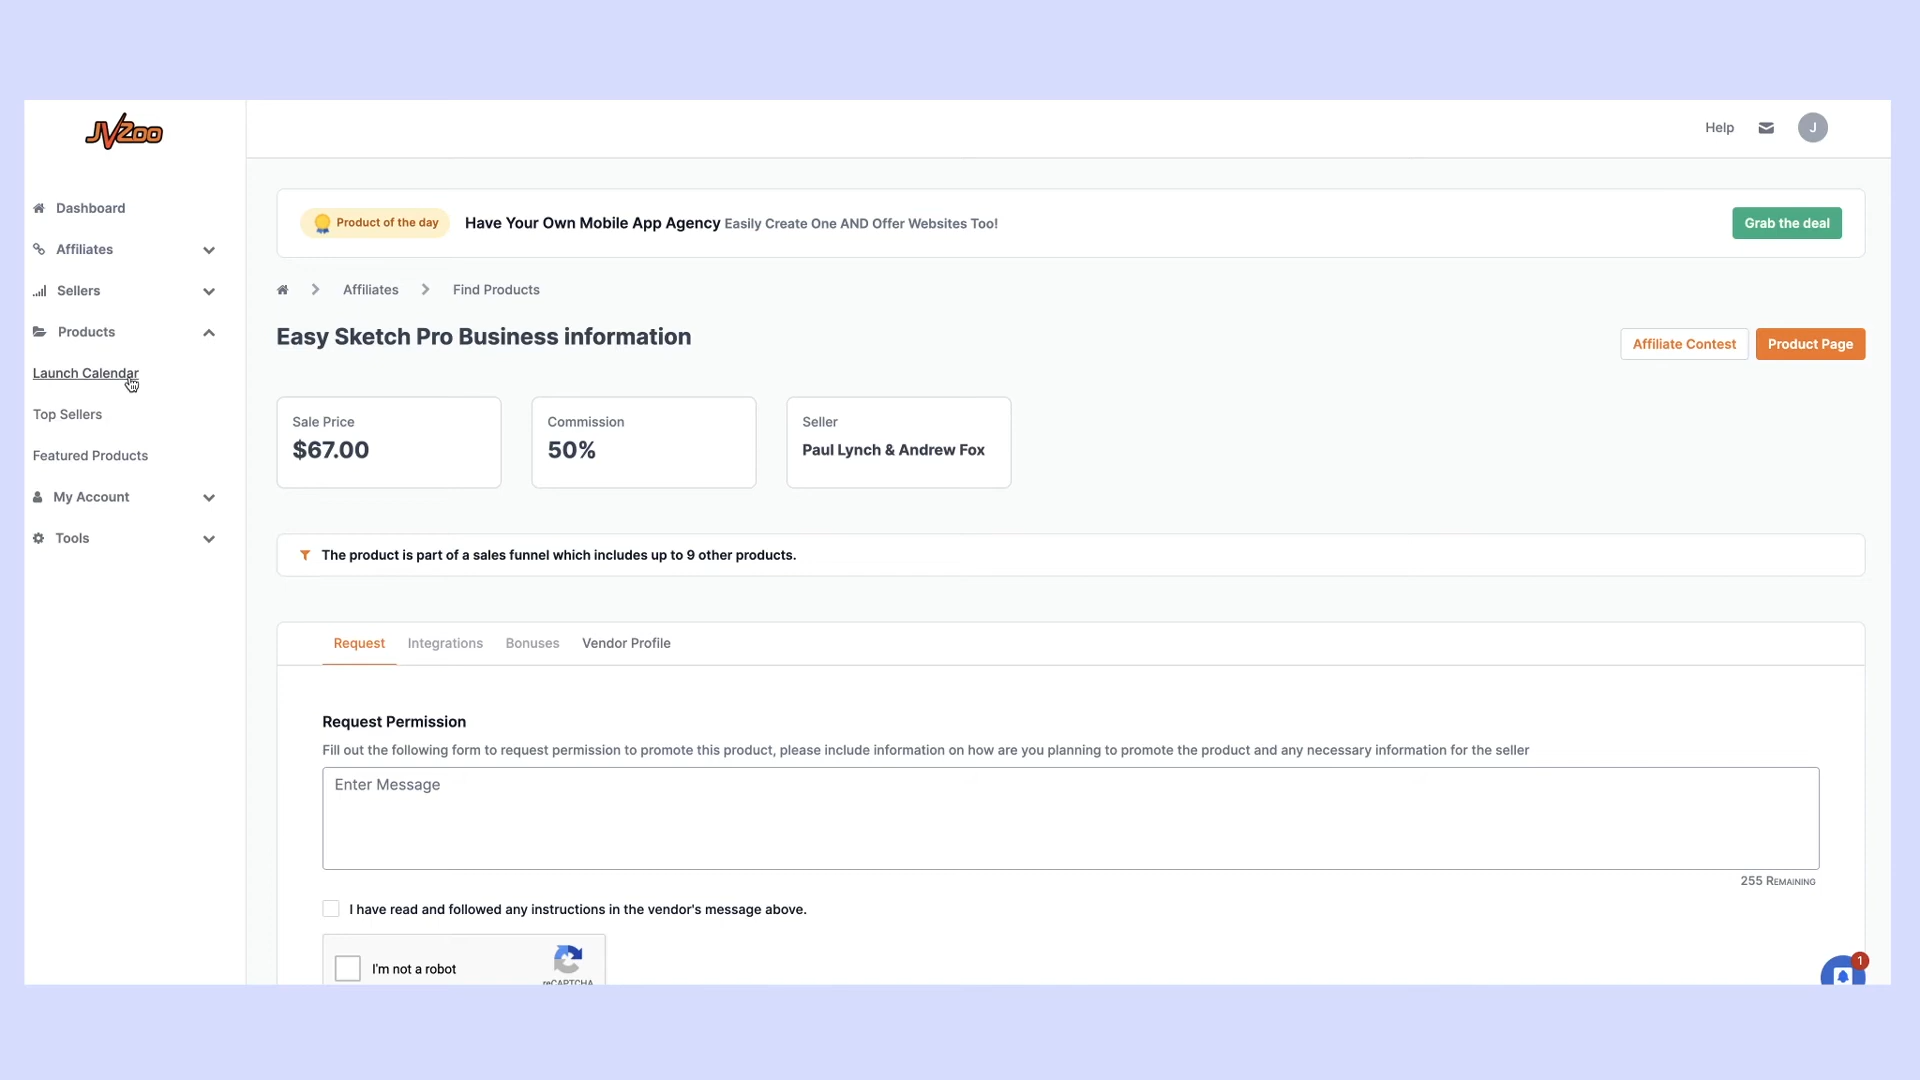 JVZoo
Help
J
Dashboard
Affiliates
Sellers
Products
Launch Calendar
Top Sellers
Featured Products
My Account
Tools
Product of the day
Have Your Own Mobile App Agency Easily Create One AND Offer Websites Too!
Grab the deal
Affiliates
Find Products
Easy Sketch Pro Business information
Affiliate Contest
Product Page
Sale Price
$67.00
Commission
50%
Seller
Paul Lynch & Andrew Fox
The product is part of a sales funnel which includes up to 9 other products.
Request
Integrations
Bonuses
Vendor Profile
Request Permission
Fill out the following form to request permission to promote this product, please include information on how are you planning to promote the product and any necessary information for the seller
Enter Message
255 REMAINING
I have read and followed any instructions in the vendor's message above.
I'm not a robot
reCAPTCHA
1